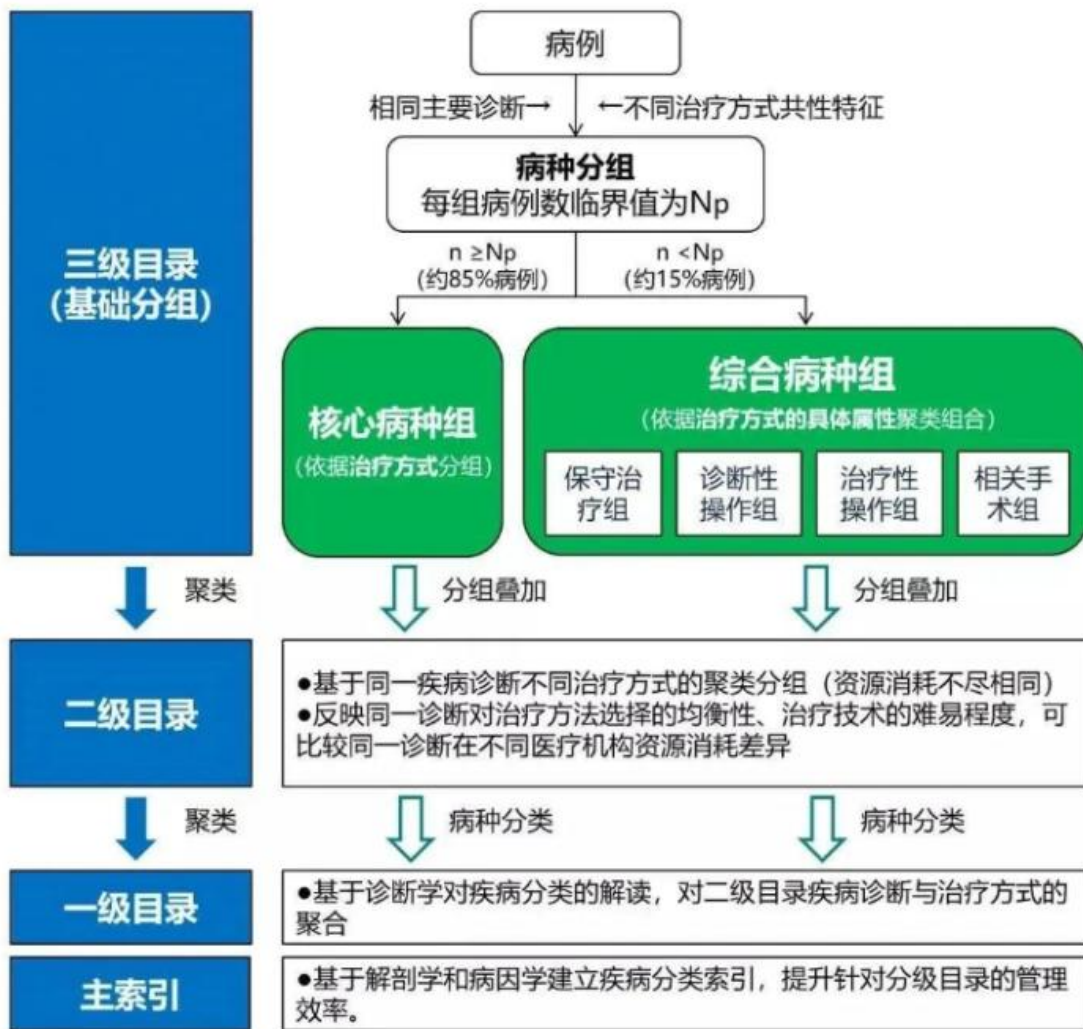 病例
相同主要诊断→ ←不同治疗方式共性特征
病种分组
每组病例数临界值为Np
n ≥Np
(约85%病例)
n <Np
(约15%病例)
三级目录
(基础分组)
核心病种组
(依据治疗方式分组)
综合病种组
(依据治疗方式的具体属性聚类组合)
保守治
疗组
诊断性
操作组
治疗性
操作组
相关手
术组
聚类
分组叠加
分组叠加
二级目录
●基于同一疾病诊断不同治疗方式的聚类分组（资源消耗不尽相同）
●反映同一诊断对治疗方法选择的均衡性、治疗技术的难易程度，可
比较同一诊断在不同医疗机构资源消耗差异
聚类
病种分类
病种分类
一级目录
●基于诊断学对疾病分类的解读，对二级目录疾病诊断与治疗方式的
聚合
主索引
●基于解剖学和病因学建立疾病分类索引，提升针对分级目录的管理
效率。